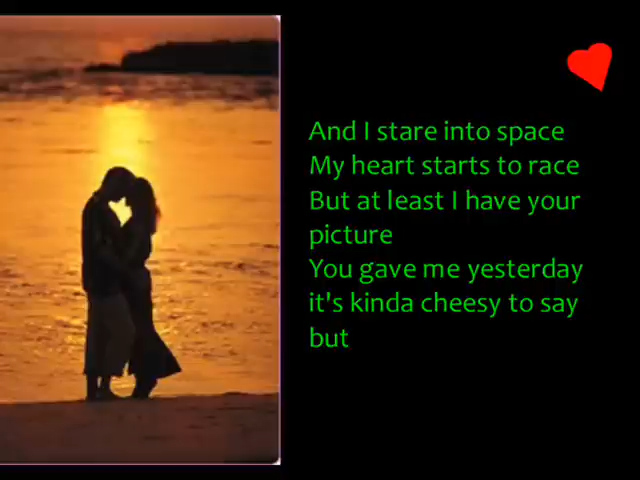 And I stare into space
My heart starts to race
But at least I have your
picture
You gave me yesterday
it's kinda cheesy to say
but